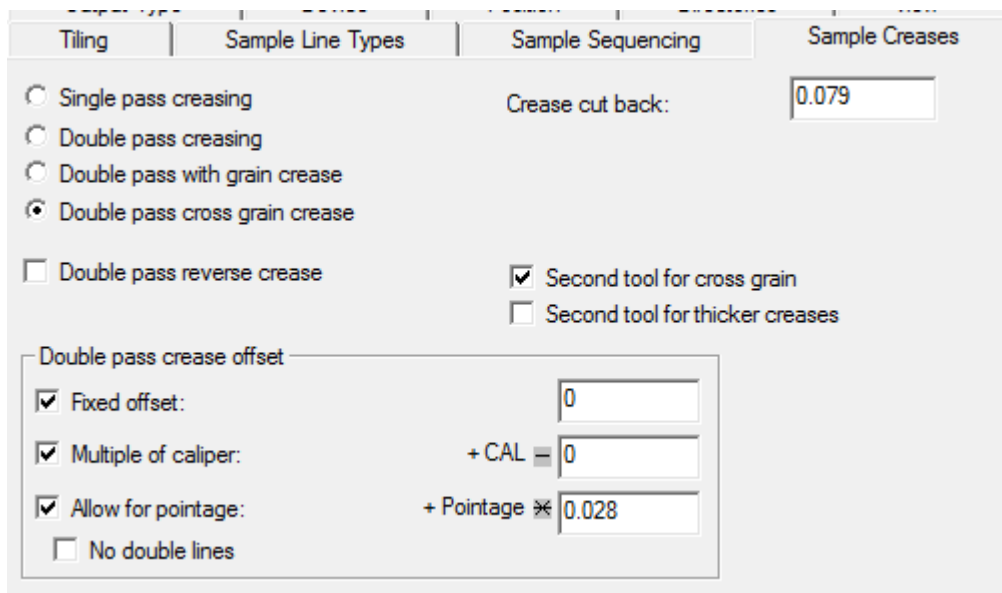 Tiling Sample Line Types Sample Sequencing Sample Creases
Single pass creasing
Crease cut back: 0.079
Double pass creasing
Double pass with grain crease
Double pass cross grain crease
Double pass reverse crease
Second tool for cross grain
Second tool for thicker creases
Double pass crease offset
Fixed offset: 0
Multiple of caliper: + CAL = 0
Allow for pointage: + Pointage * 0.028
No double lines